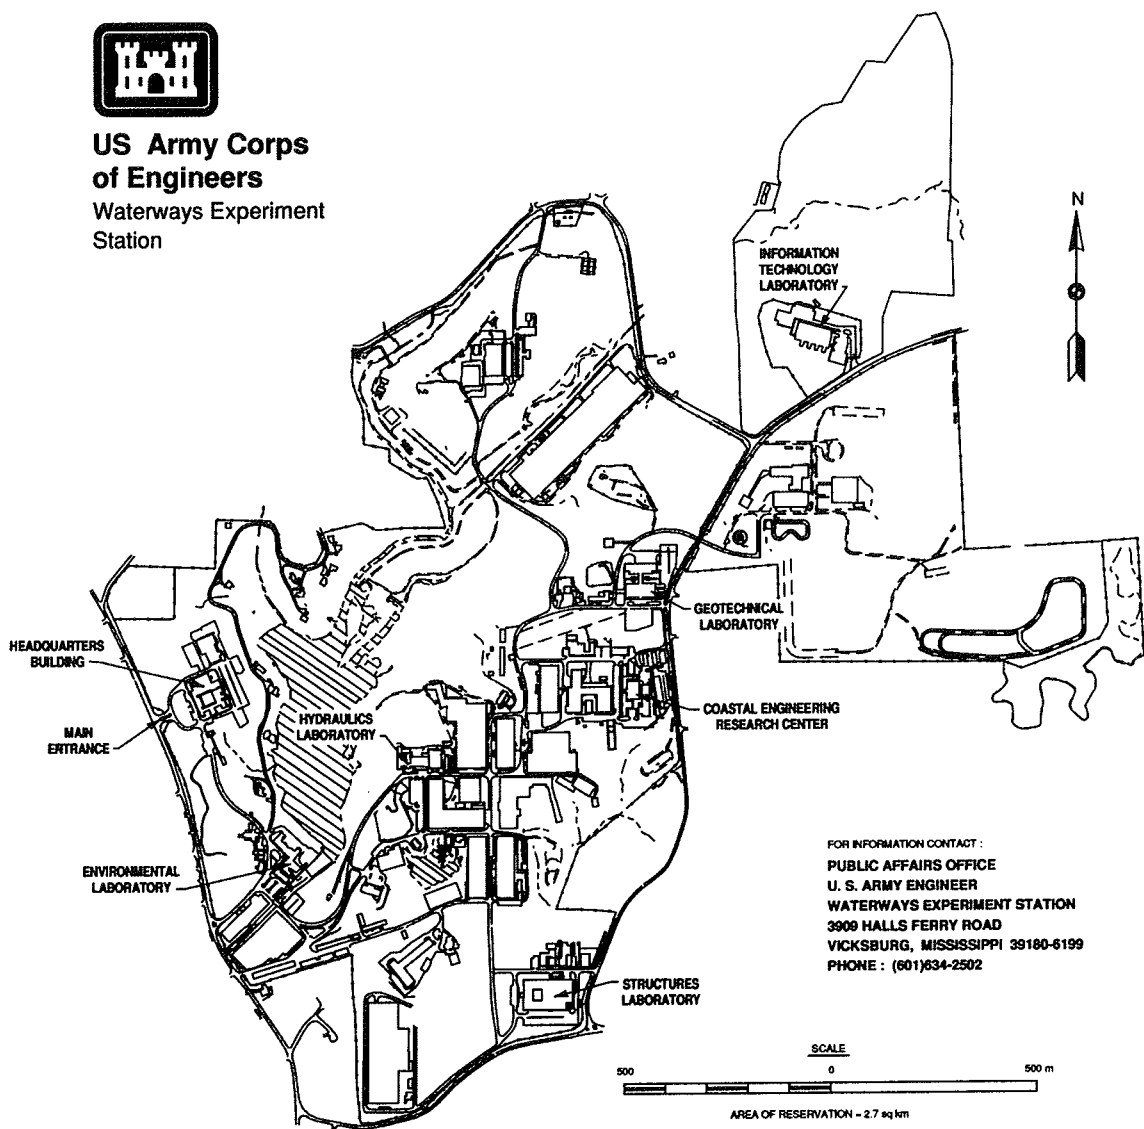 US Army Corps
of Engineers
Waterways Experiment
Station
N
INFORMATION
TECHNOLOGY
LABORATORY
GEOTECHNICAL
LABORATORY
HEADQUARTERS
BUILDING
MAIN
ERTRANCE
HYDRAULICS
LABORATORY
COASTAL ENGINEERING
RESEARCH CENTER
ENVIRONMENTAL
LABORATORY
STRUCTURES
LABORATORY
FOR INFORMATION CONTACT :
PUBLIC AFFAIRS OFFICE
U. S. ARMY ENGINEER
WATERWAYS EXPERIMENT STATION
3909 HALLS FERRY ROAD
VICKSBURG, MISSISSIPPI 39180-6199
PHONE : (601)634-2502
SCALE
500 0 500 m
AREA OF RESERVATION - 2.7 sq km